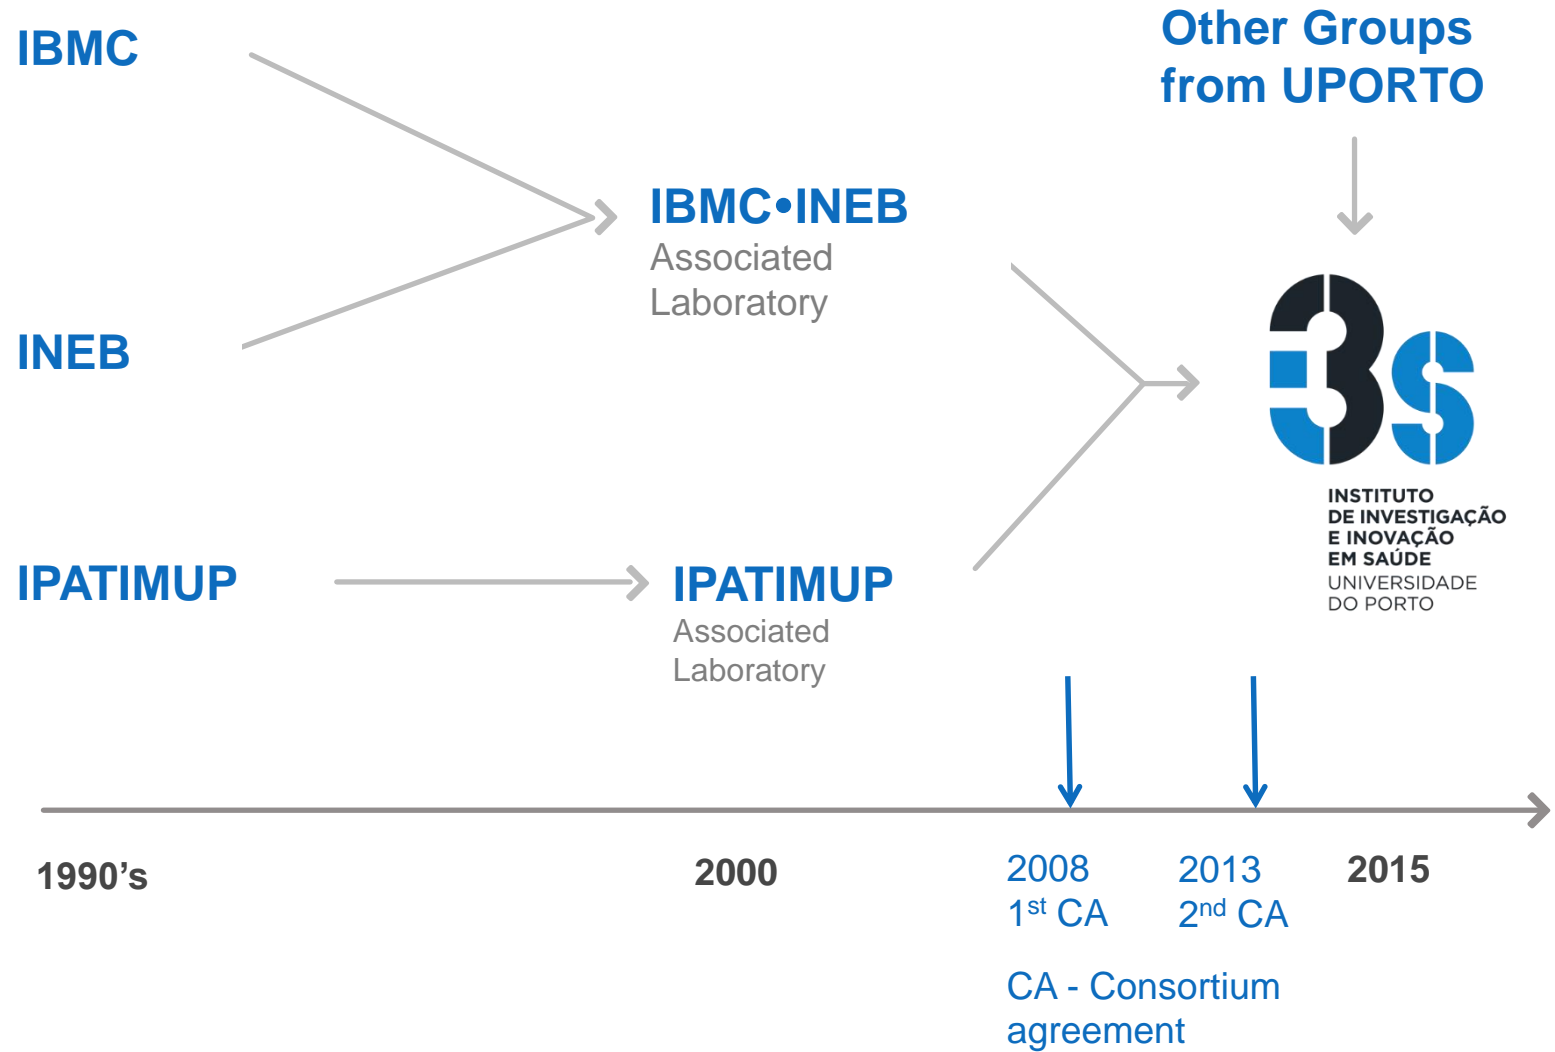 IBMC
Other Groups
from UPORTO
IBMC•INEB
Associated
Laboratory
INEB
i3s
INSTITUTO
DE INVESTIGAÇÃO
E INOVAÇÃO
EM SAÚDE
UNIVERSIDADE
DO PORTO
IPATIMUP
IPATIMUP
Associated
Laboratory
1990’s
2000
2008
1st CA
2013
2nd CA
2015
CA - Consortium
agreement